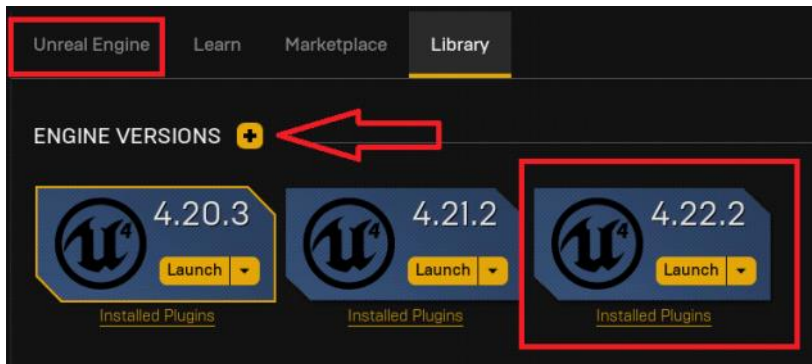 Unreal Engine Learn Marketplace Library
ENGINE VERSIONS +
4.20.3 4.21.2 4.22.2
Launch Launch Launch
Installed Plugins Installed Plugins Installed Plugins